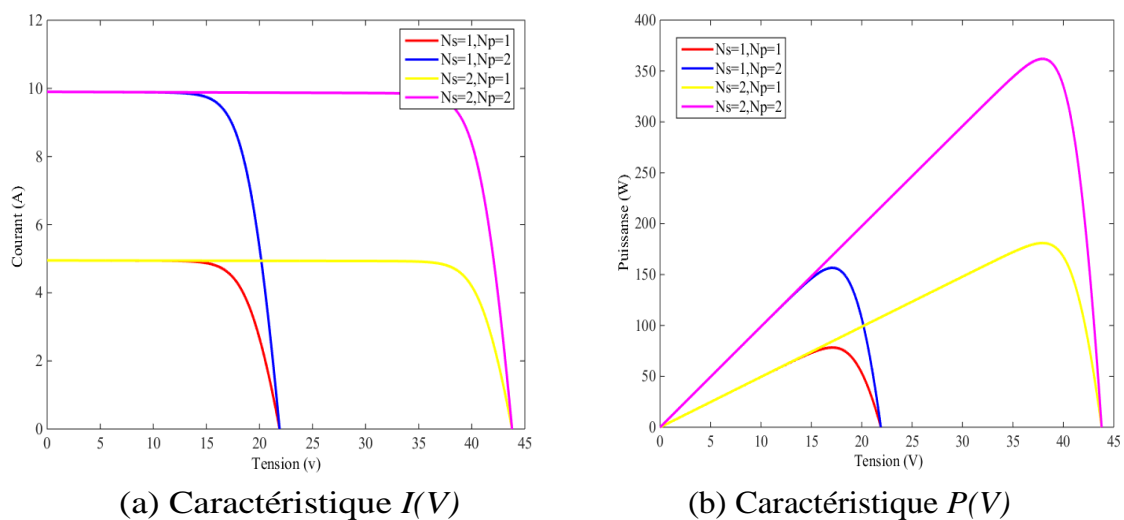 12
10
8
6
4
2
0
Courant (A)
0 5 10 15 20 25 30 35 40 45
Tension (v)
Ns=1,Np=1
Ns=1,Np=2
Ns=2,Np=1
Ns=2,Np=2
(a) Caractéristique I(V)
400
350
300
250
200
150
100
50
0
Puissanse (W)
0 5 10 15 20 25 30 35 40 45
Tension (V)
Ns=1,Np=1
Ns=1,Np=2
Ns=2,Np=1
Ns=2,Np=2
(b) Caractéristique P(V)